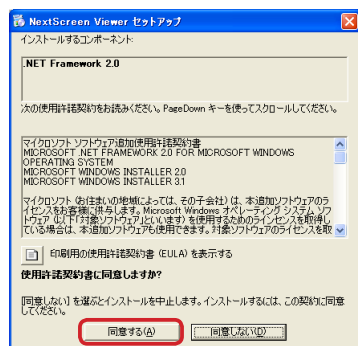 NextScreen Viewer セットアップ
インストールするコンポーネント:
.NET Framework 2.0
次の使用許諾契約をお読みください。PageDown キーを使ってスクロールしてください。
マイクロソフト ソフトウェア追加使用許諾契約書
MICROSOFT .NET FRAMEWORK 2.0 FOR MICROSOFT WINDOWS
OPERATING SYSTEM
MICROSOFT WINDOWS INSTALLER 2.0
MICROSOFT WINDOWS INSTALLER 3.1
マイクロソフト (お住まいの地域によっては、その子会社) は、本追加ソフトウェアのラ
イセンスをお客様に供与します。Microsoft Windows オペレーティング システム ソフ
トウェア (以下「対象ソフトウェア」といいます) を使用するためのライセンスを取得し
ている場合は、本追加ソフトウェアも使用できます。対象ソフトウェアのライセンスを取
印刷用の使用許諾契約書 (EULA) を表示する
使用許諾契約書に同意しますか?
[同意しない] を選ぶとインストールを中止します。インストールするには、この契約に同意
してください。
同意する(A)
同意しない(D)